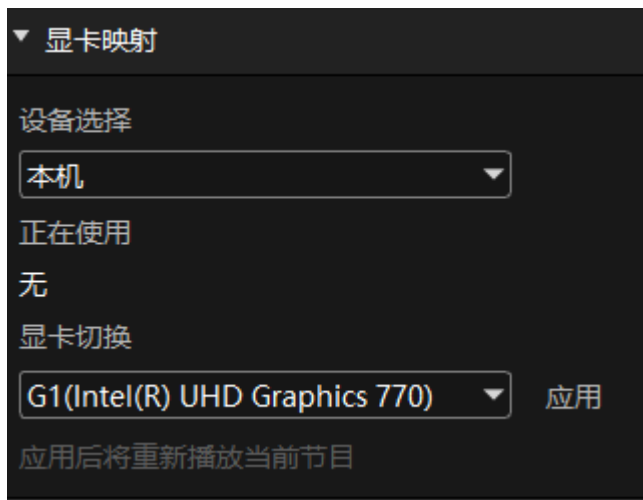 显卡映射
设备选择
本机
正在使用
无
显卡切换
G1(Intel(R) UHD Graphics 770) 应用
应用后将重新播放当前节目